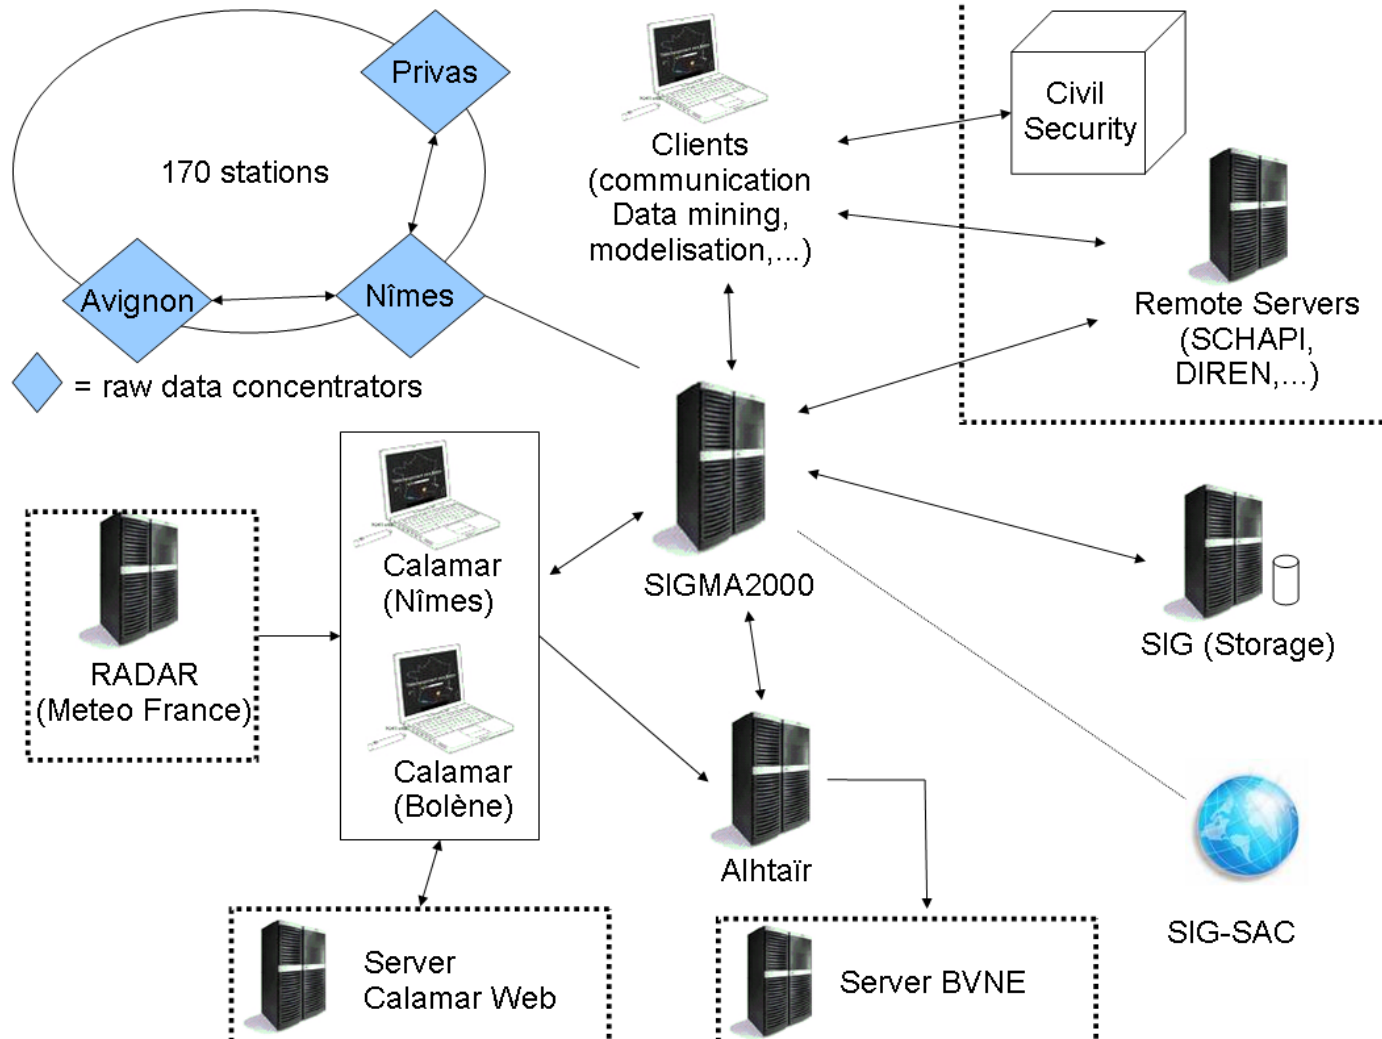 Privas
170 stations
Avignon
Nîmes
= raw data concentrators
Clients
(communication
Data mining,
modelisation,...)
Civil
Security
Remote Servers
(SCHAPI,
DIREN,...)
SIGMA2000
Calamar
(Nîmes)
Calamar
(Bolène)
RADAR
(Meteo France)
SIG (Storage)
Alhtaïr
SIG-SAC
Server
Calamar Web
Server BVNE